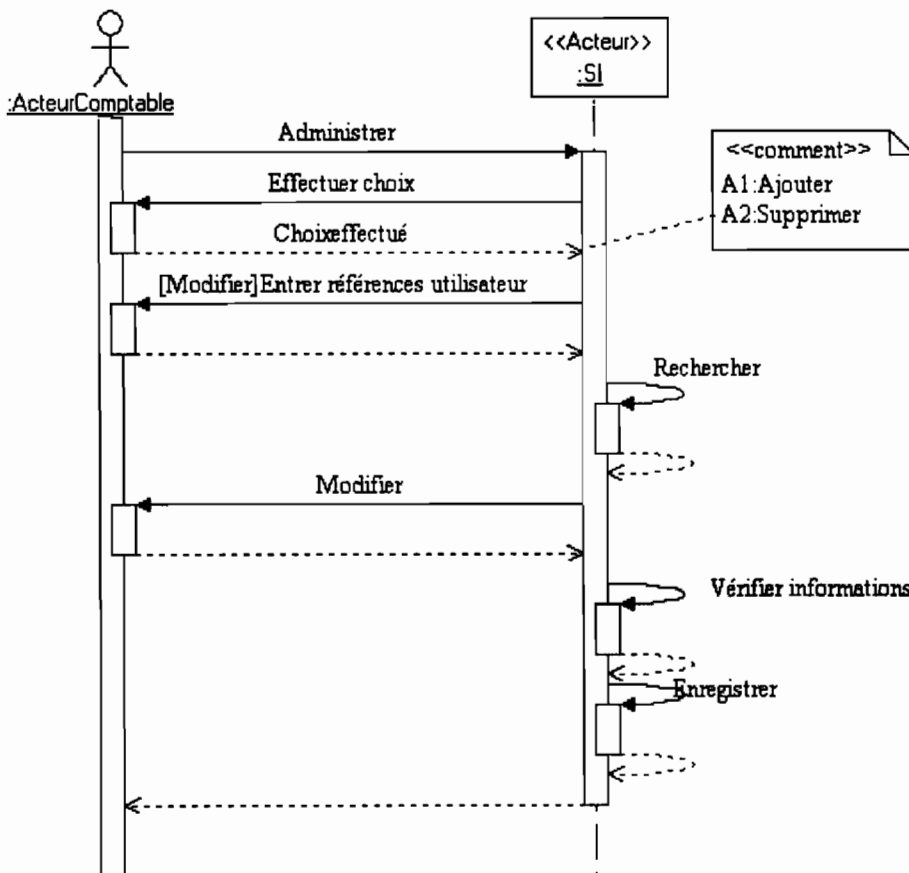 <<Acteur>>
:SI
:ActeurComptable
Administrer
<<comment>>
A1:Ajouter
A2:Supprimer
Effectuer choix
Choixeffectué
[Modifier]Entrer références utilisateur
Rechercher
Modifier
Vérifier informations
Enregistrer